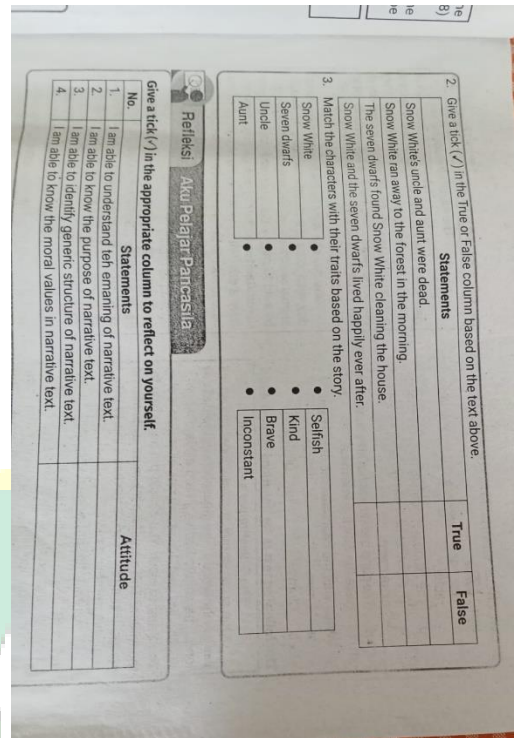 ne
8)
ne
ne
2. Give a tick (✓) in the True or False column based on the text above.
Statements True False
Snow White's uncle and aunt were dead.
Snow White ran away to the forest in the morning.
The seven dwarfs found Snow White cleaning the house.
Snow White and the seven dwarfs lived happily ever after.
3. Match the characters with their traits based on the story.
Snow White • • Selfish
Seven dwarfs • • Kind
Uncle • • Brave
Aunt • • Inconstant
Refleksi Aku Pelajar Pancasila
Give a tick (✓) in the appropriate column to reflect on yourself.
No. Statements Attitude
1. I am able to understand teh emaning of narrative text.
2. I am able to know the purpose of narrative text.
3. I am able to identify generic structure of narrative text.
4. I am able to know the moral values in narrative text.